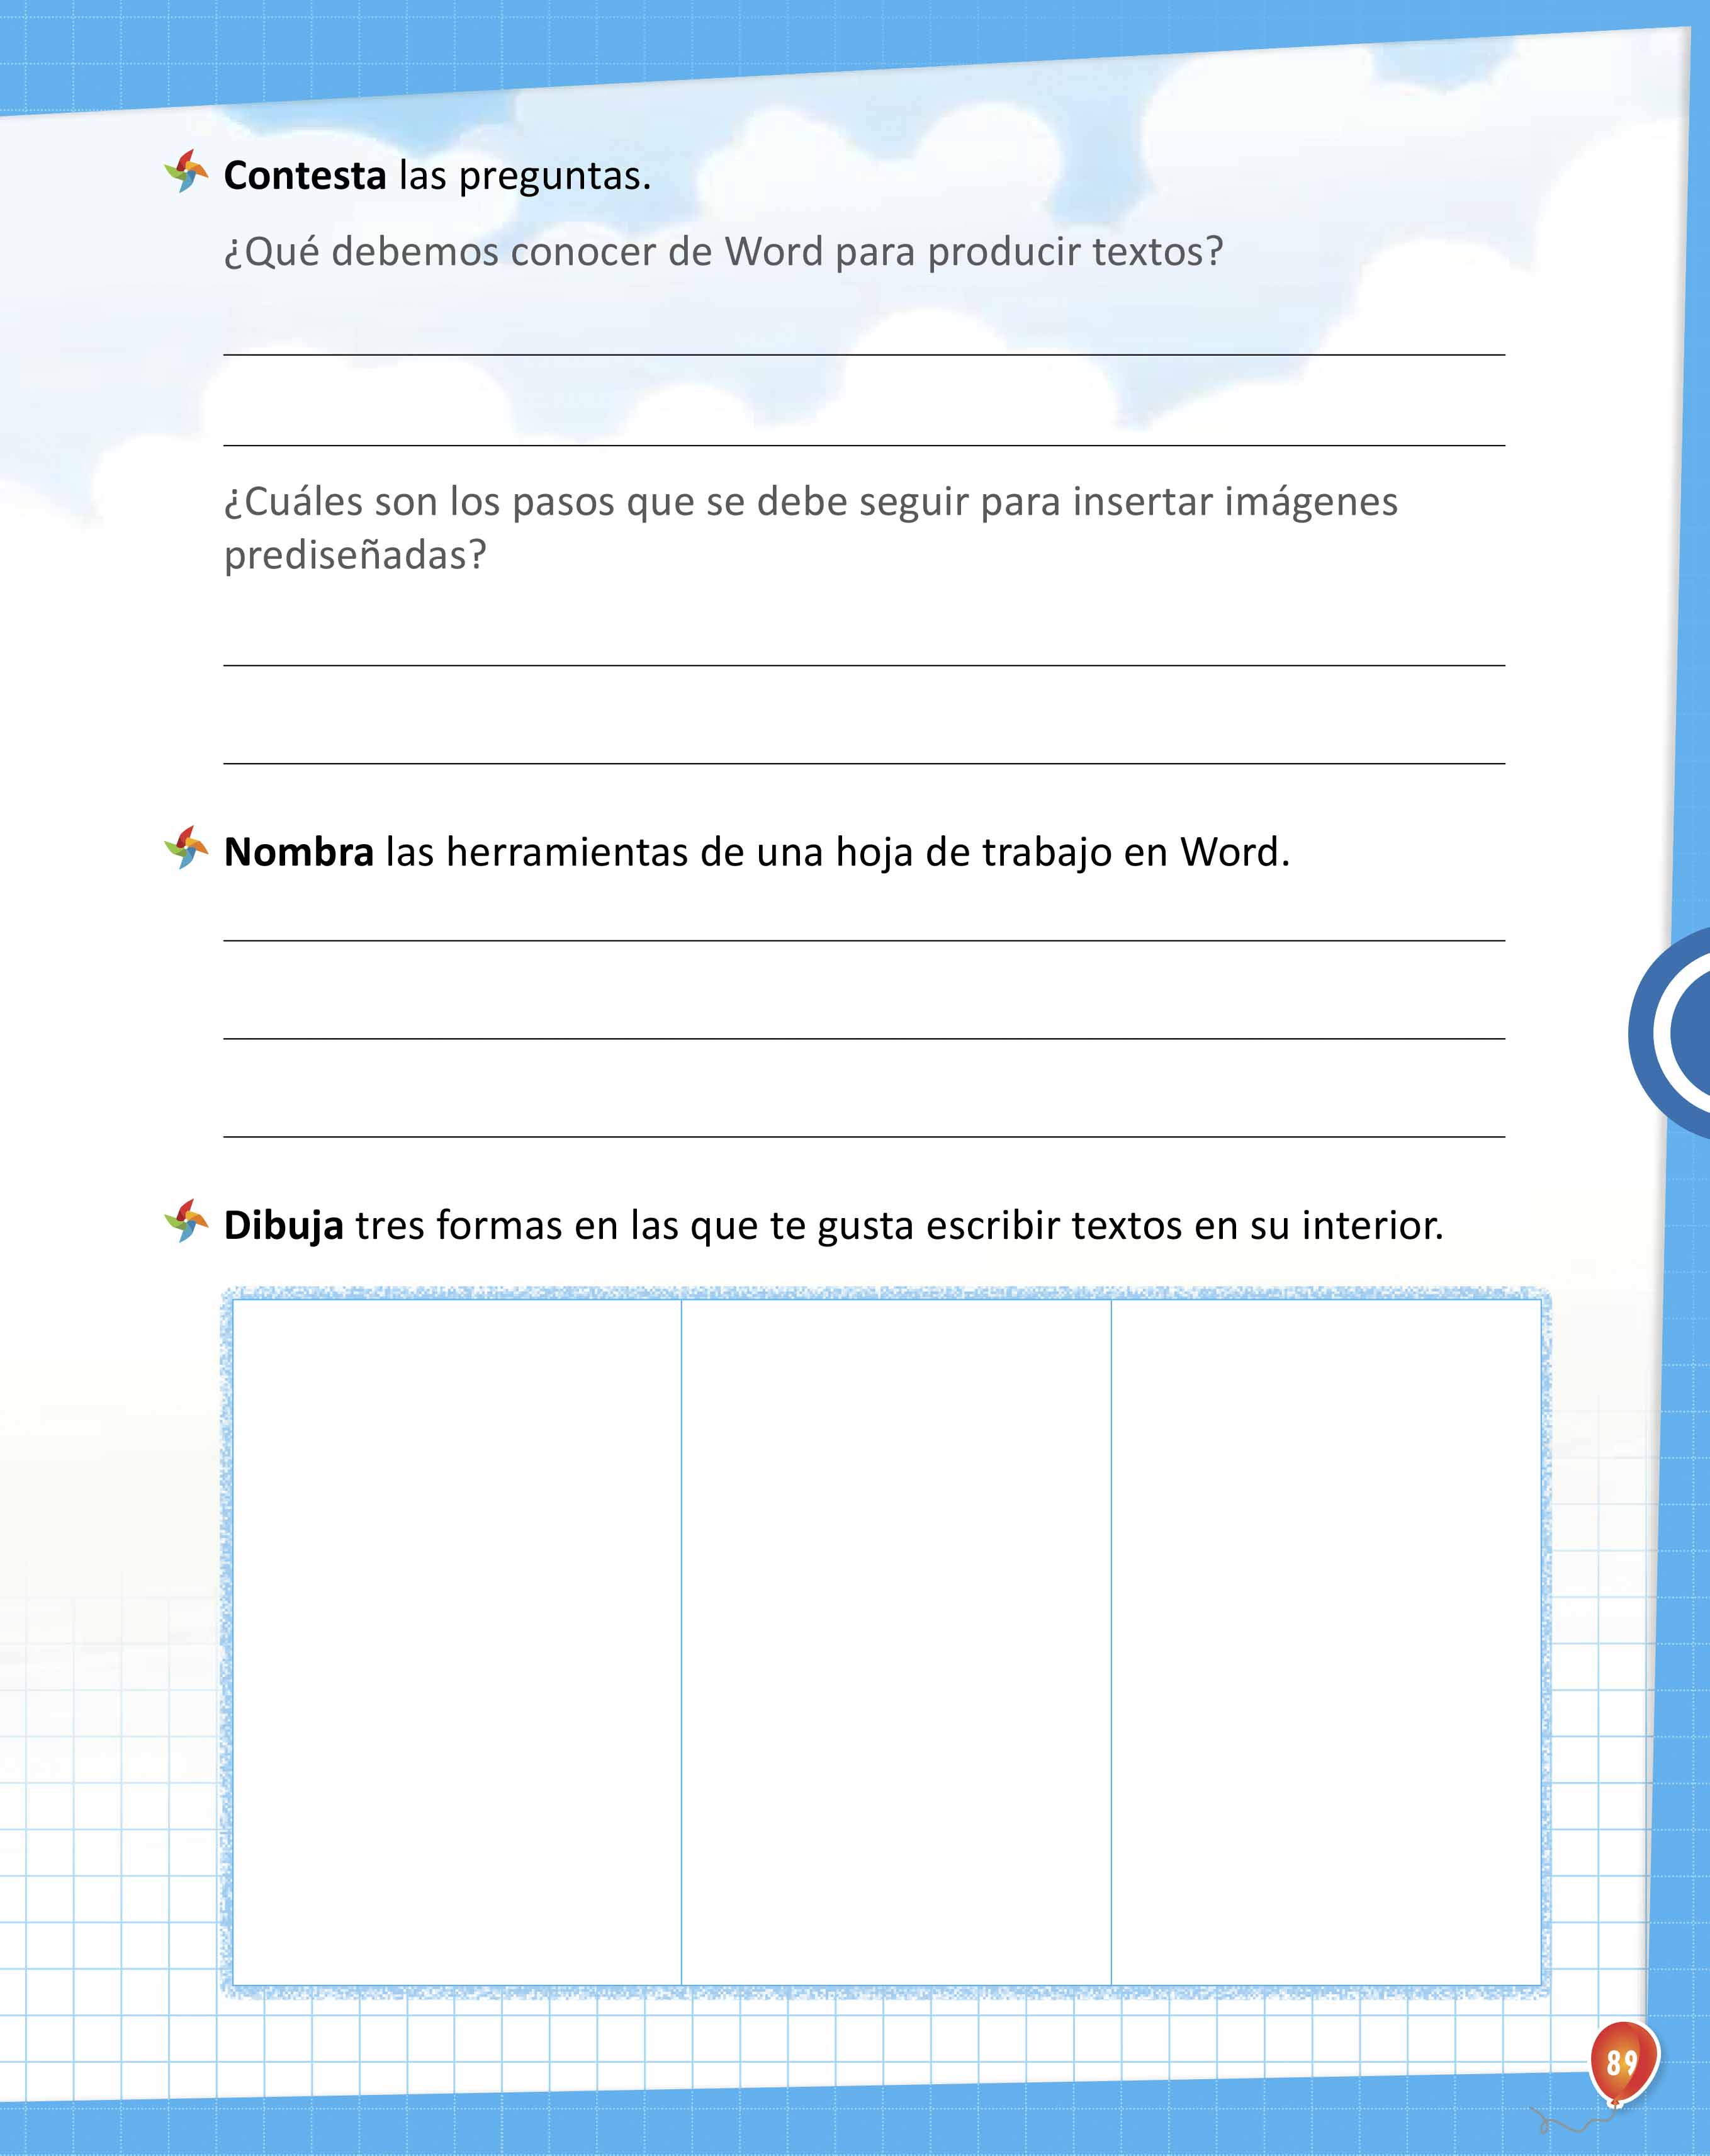 Contesta las preguntas.
¿Qué debemos conocer de Word para producir textos?
¿Cuáles son los pasos que se debe seguir para insertar imágenes
prediseñadas?
Nombra las herramientas de una hoja de trabajo en Word.
Dibuja tres formas en las que te gusta escribir textos en su interior.
89